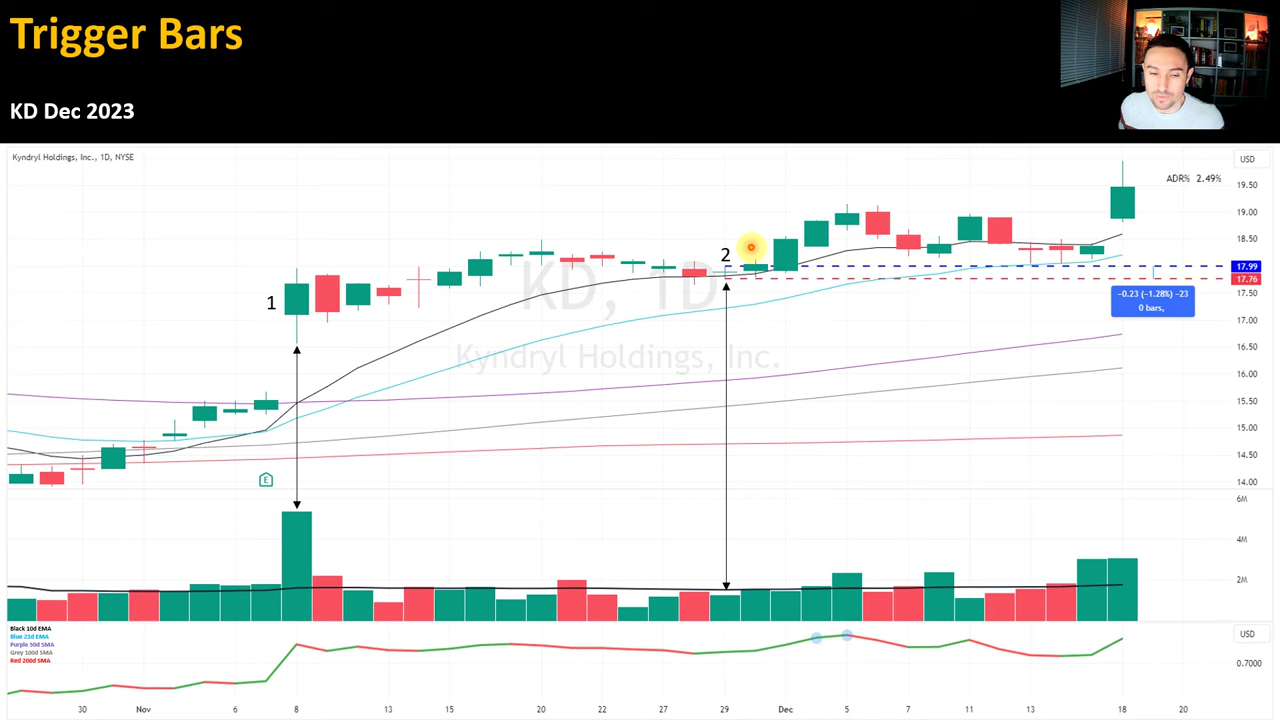 Trigger Bars
KD Dec 2023
Kyndryl Holdings, Inc., 1D, NYSE
USD
ADR% 2.49%
19.50
19.00
18.50
17.99
17.76
17.50
17.00
16.50
16.00
15.50
15.00
14.50
14.00
1
2
−0.23 (−1.28%) −23
0 bars,
KD, 1D
Kyndryl Holdings, Inc.
E
6M
4M
2M
Black 10d EMA
Blue 21d EMA
Purple 50d SMA
Grey 100d SMA
Red 200d SMA
USD
0.7000
30 Nov 6 8 13 15 20 22 27 29 Dec 5 7 11 13 18 20